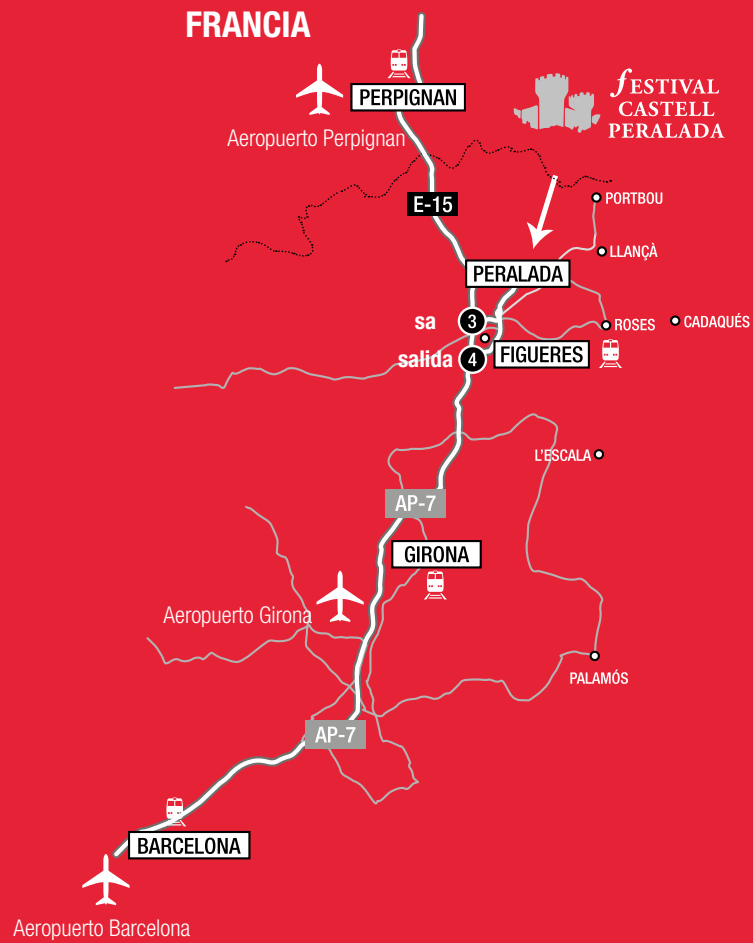 FRANCIA
PERPIGNAN
Aeropuerto Perpignan
FESTIVAL
CASTELL
PERALADA
E-15
PORTBOU
LLANÇÀ
PERALADA
sa
3
ROSES
CADAQUÉS
salida
4
FIGUERES
L'ESCALA
AP-7
GIRONA
Aeropuerto Girona
PALAMÓS
AP-7
BARCELONA
Aeropuerto Barcelona